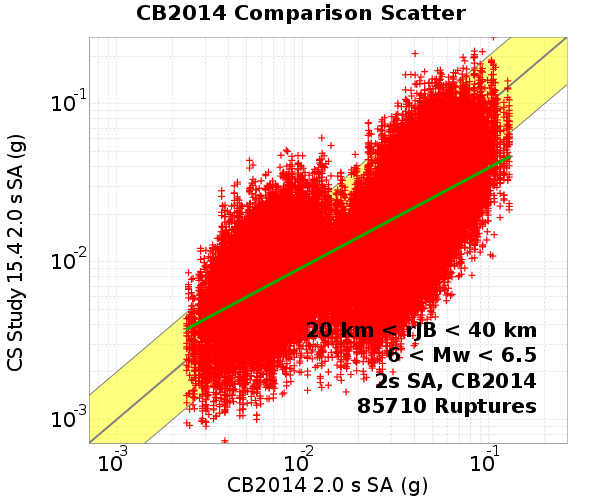 CB2014 Comparison Scatter
CS Study 15.4 2.0 s SA (g)
10-1
10-2
10-3
20 km < rJB < 40 km
6 < Mw < 6.5
2s SA, CB2014
85710 Ruptures
10-3 10-2 10-1
CB2014 2.0 s SA (g)